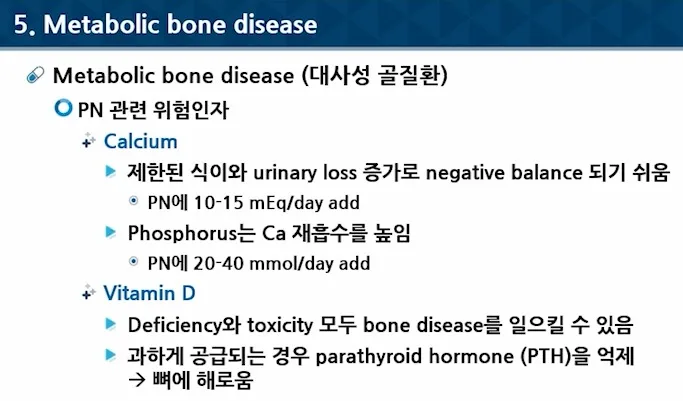 5. Metabolic bone disease
Metabolic bone disease (대사성 골질환)
PN 관련 위험인자
Calcium
제한된 식이와 urinary loss 증가로 negative balance 되기 쉬움
PN에 10-15 mEq/day add
Phosphorus는 Ca 재흡수를 높임
PN에 20-40 mmol/day add
Vitamin D
Deficiency와 toxicity 모두 bone disease를 일으킬 수 있음
과하게 공급되는 경우 parathyroid hormone (PTH)을 억제
→ 뼈에 해로움